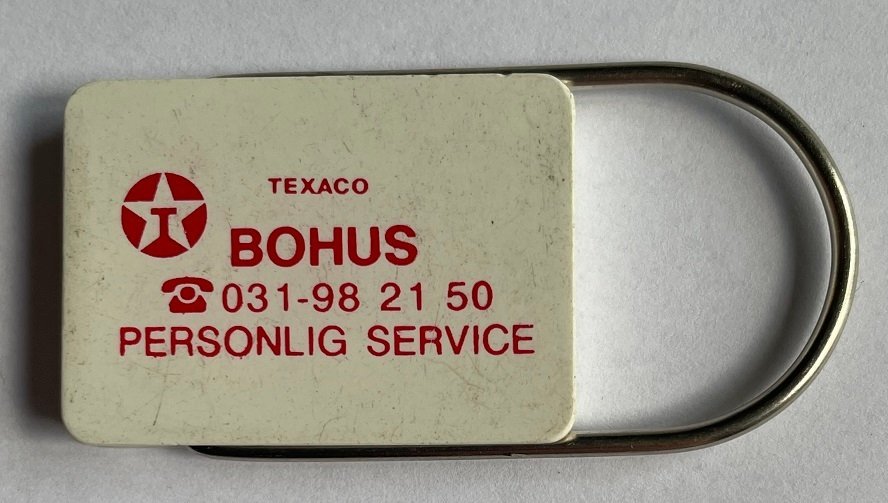 TEXACO
T
BOHUS
☎ 031-98 21 50
PERSONLIG SERVICE